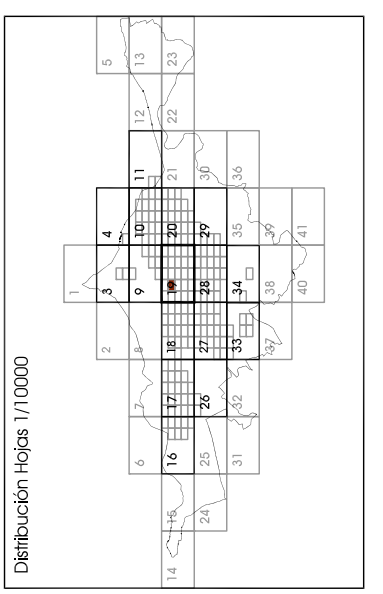 Distribución Hojas 1/10000
1
2 3 4 5
6 7 8 9 10 11 12 13
14 15 16 17 18 19 20 21 22 23
24 25 26 27 28 29 30
31 32 33 34 35 36
37 38 39
40 41